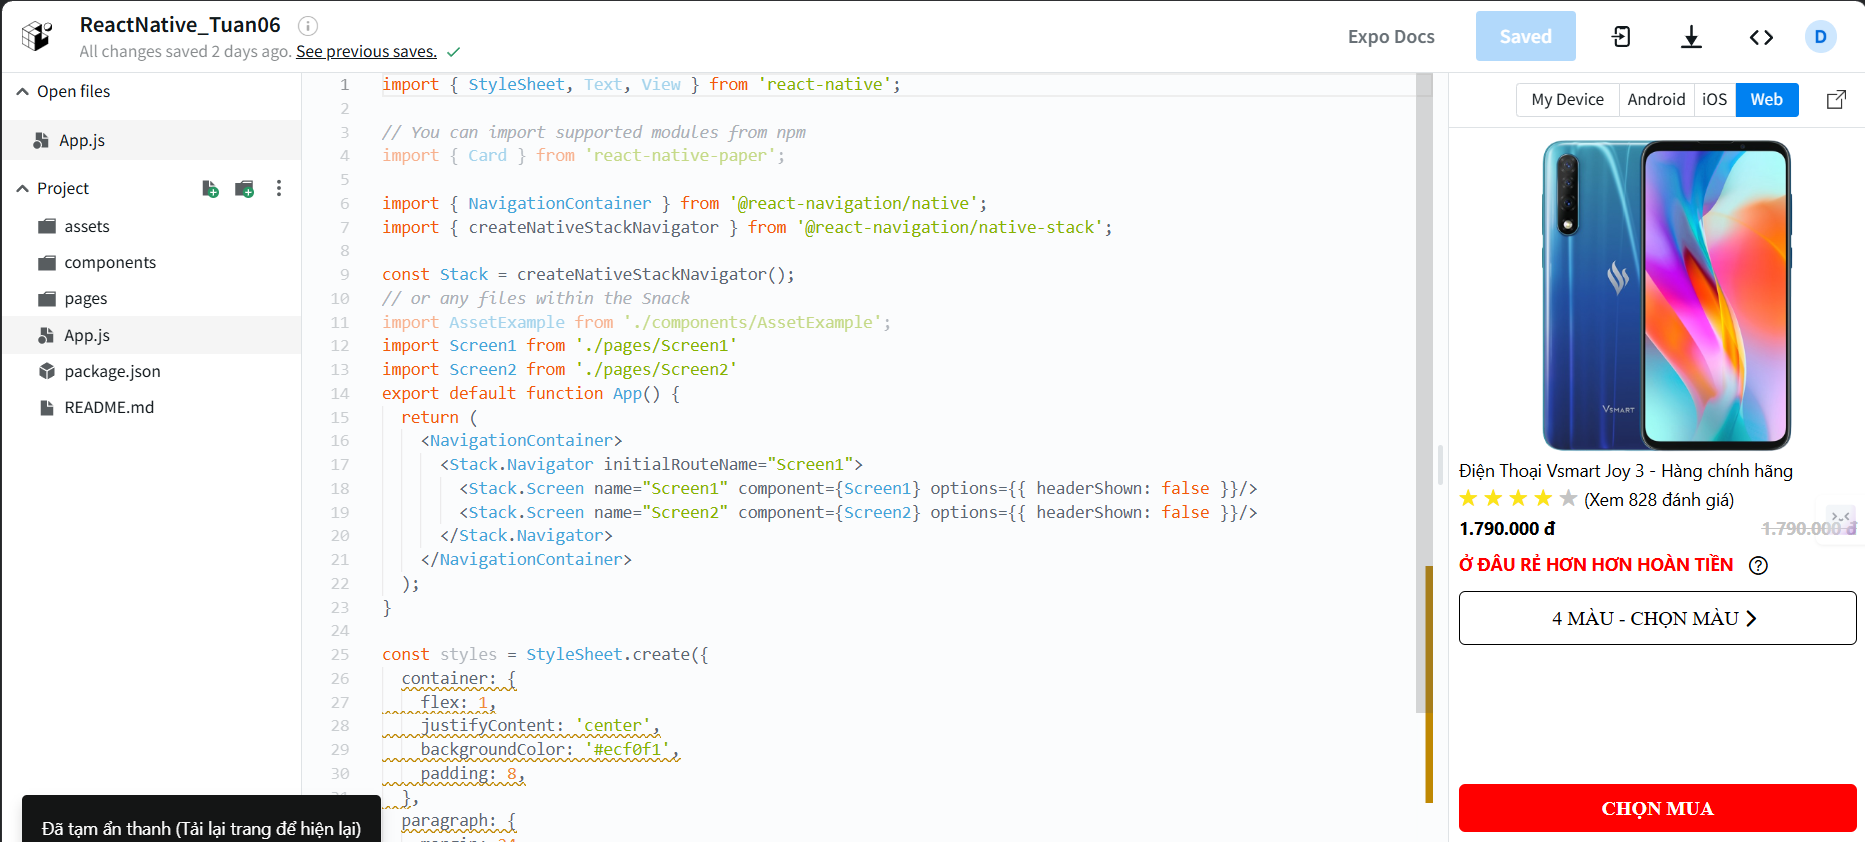 ReactNative_Tuan06
All changes saved 2 days ago. See previous saves.
Expo Docs
Saved
D
Open files
App.js
Project
assets
components
pages
App.js
package.json
README.md
1 import { StyleSheet, Text, View } from 'react-native';
2
3 // You can import supported modules from npm
4 import { Card } from 'react-native-paper';
5
6 import { NavigationContainer } from '@react-navigation/native';
7 import { createNativeStackNavigator } from '@react-navigation/native-stack';
8
9 const Stack = createNativeStackNavigator();
10 // or any files within the Snack
11 import AssetExample from './components/AssetExample';
12 import Screen1 from './pages/Screen1'
13 import Screen2 from './pages/Screen2'
14 export default function App() {
15 return (
16 <NavigationContainer>
17 <Stack.Navigator initialRouteName="Screen1">
18 <Stack.Screen name="Screen1" component={Screen1} options={{ headerShown: false }}/>
19 <Stack.Screen name="Screen2" component={Screen2} options={{ headerShown: false }}/>
20 </Stack.Navigator>
21 </NavigationContainer>
22 );
23 }
24
25 const styles = StyleSheet.create({
26 container: {
27 flex: 1,
28 justifyContent: 'center',
29 backgroundColor: '#ecf0f1',
30 padding: 8,
},
paragraph: {
Đã tạm ẩn thanh (Tải lại trang để hiện lại)
My Device
Android
iOS
Web
VSMART
Điện Thoại Vsmart Joy 3 - Hàng chính hãng
(Xem 828 đánh giá)
1.790.000 đ
1.790.000 đ
Ở ĐÂU RẺ HƠN HƠN HOÀN TIỀN
4 MÀU - CHỌN MÀU
CHỌN MUA